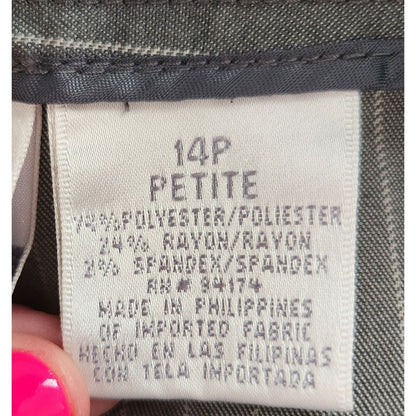 14P
PETITE
74% POLYESTER/POLIESTER
24% RAYON/RAYON
2% SPANDEX/SPANDEX
RN# 84174
MADE IN PHILIPPINES
OF IMPORTED FABRIC
HECHO EN LAS FILIPINAS
CON TELA IMPORTADA